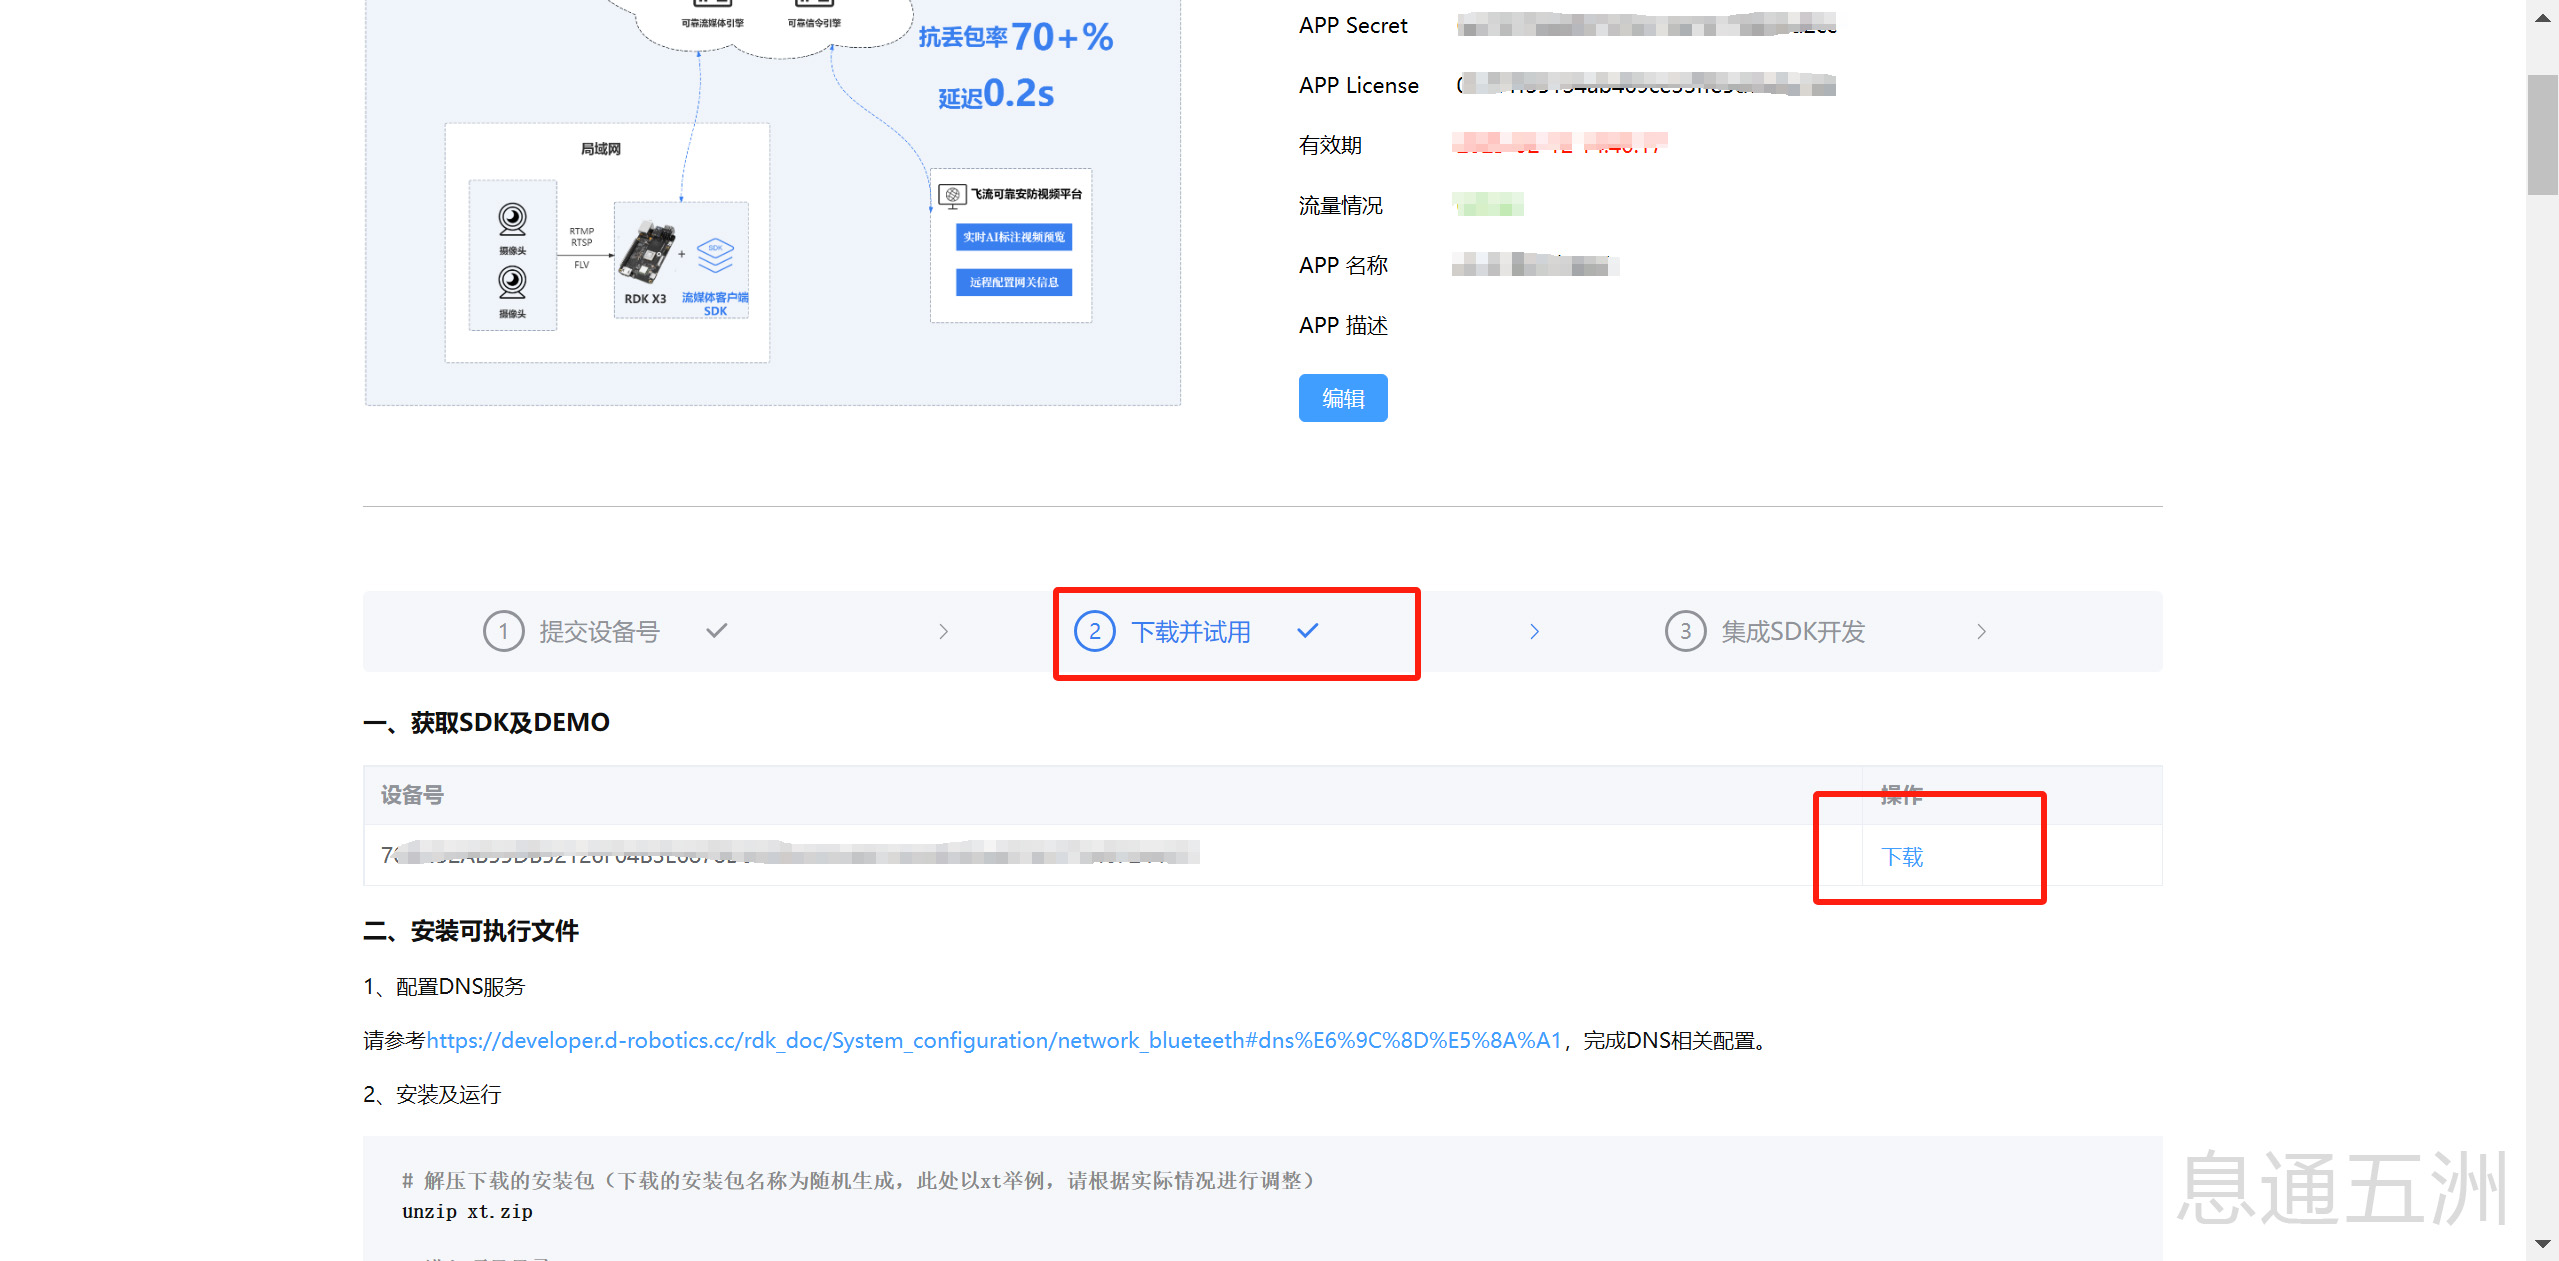 可靠流媒体引擎
可靠信令引擎
抗丢包率70+%
延迟0.2s
局域网
摄像头
摄像头
RTMP
RTSP
FLV
+
SDK
RDK X3
流媒体客户端
SDK
飞流可靠安防视频平台
实时AI标注视频预览
远程配置网关信息
APP Secret
APP License
有效期
流量情况
APP 名称
APP 描述
编辑
1 提交设备号
2 下载并试用
3 集成SDK开发
一、获取SDK及DEMO
设备号 操作
下载
二、安装可执行文件
1、配置DNS服务
请参考https://developer.d-robotics.cc/rdk_doc/System_configuration/network_blueteeth#dns%E6%9C%8D%E5%8A%A1，完成DNS相关配置。
2、安装及运行
# 解压下载的安装包（下载的安装包名称为随机生成，此处以xt举例，请根据实际情况进行调整）
unzip xt.zip
息通五洲